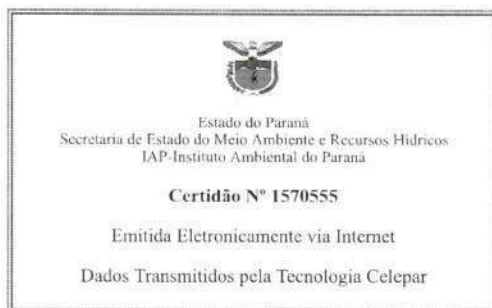 Estado do Paraná
Secretaria de Estado do Meio Ambiente e Recursos Hídricos
IAP-Instituto Ambiental do Paraná
Certidão Nº 1570555
Emitida Eletronicamente via Internet
Dados Transmitidos pela Tecnologia Celepar